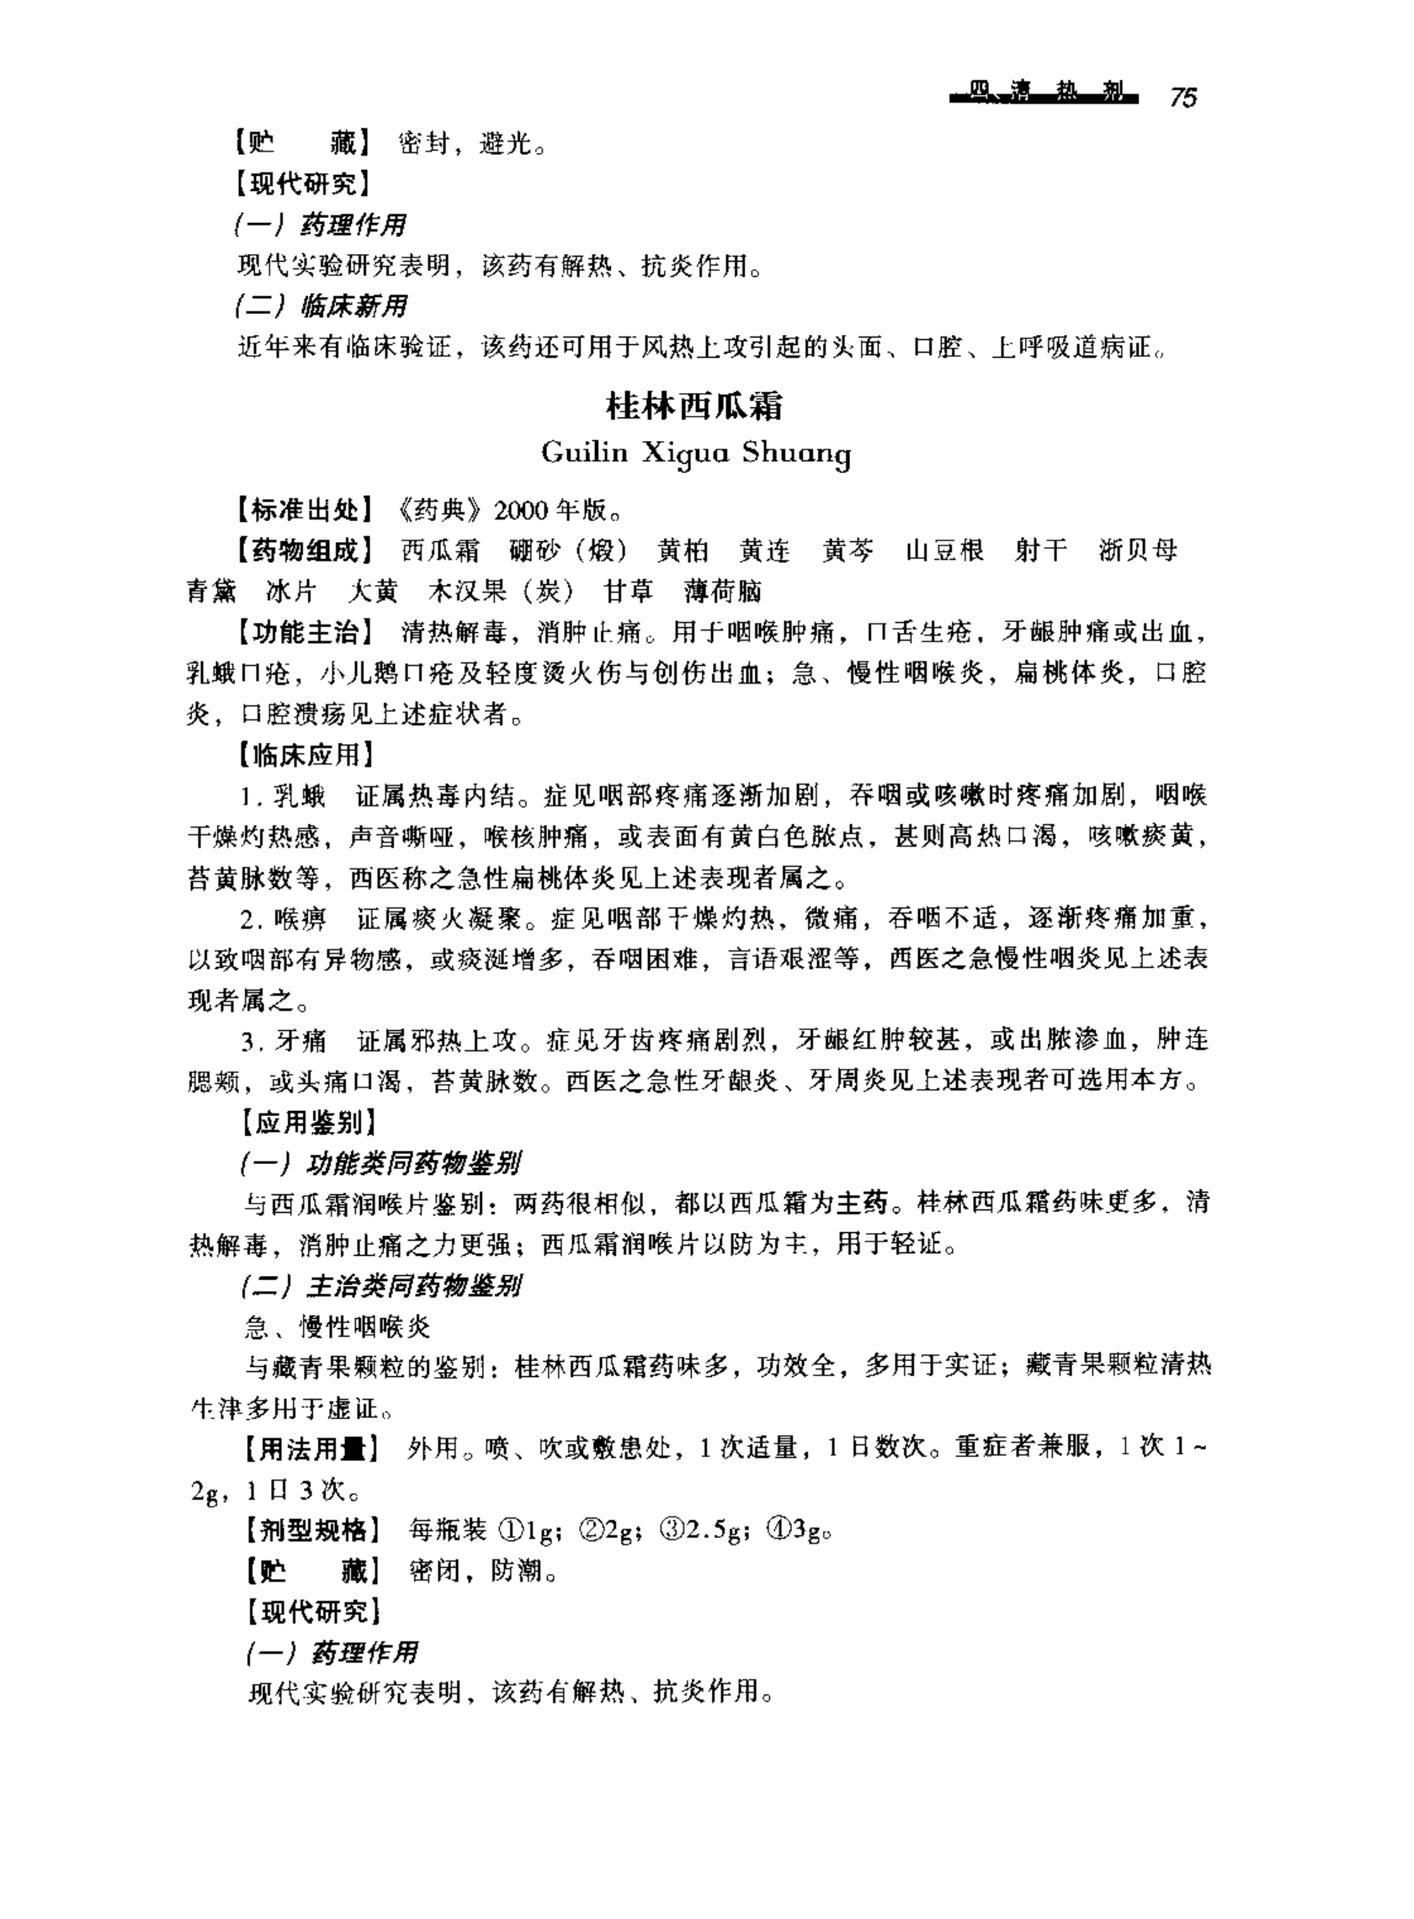 四、清热剂 75
【贮　藏】 密封，避光。
【现代研究】
（一）药理作用
现代实验研究表明，该药有解热、抗炎作用。
（二）临床新用
近年来有临床验证，该药还可用于风热上攻引起的头面、口腔、上呼吸道病证。
桂林西瓜霜
Guilin Xigua Shuang
【标准出处】《药典》2000 年版。
【药物组成】 西瓜霜　硼砂（煅）　黄柏　黄连　黄芩　山豆根　射干　浙贝母
青黛　冰片　大黄　木汉果（炭）　甘草　薄荷脑
【功能主治】 清热解毒，消肿止痛。用于咽喉肿痛，口舌生疮，牙龈肿痛或出血，
乳蛾口疮，小儿鹅口疮及轻度烫火伤与创伤出血；急、慢性咽喉炎，扁桃体炎，口腔
炎，口腔溃疡见上述症状者。
【临床应用】
1. 乳蛾　证属热毒内结。症见咽部疼痛逐渐加剧，吞咽或咳嗽时疼痛加剧，咽喉
干燥灼热感，声音嘶哑，喉核肿痛，或表面有黄白色脓点，甚则高热口渴，咳嗽痰黄，
苔黄脉数等，西医称之急性扁桃体炎见上述表现者属之。
2. 喉痹　证属痰火凝聚。症见咽部干燥灼热，微痛，吞咽不适，逐渐疼痛加重，
以致咽部有异物感，或痰涎增多，吞咽困难，言语艰涩等，西医之急慢性咽炎见上述表
现者属之。
3. 牙痛　证属邪热上攻。症见牙齿疼痛剧烈，牙龈红肿较甚，或出脓渗血，肿连
腮颊，或头痛口渴，苔黄脉数。西医之急性牙龈炎、牙周炎见上述表现者可选用本方。
【应用鉴别】
（一）功能类同药物鉴别
与西瓜霜润喉片鉴别：两药很相似，都以西瓜霜为主药。桂林西瓜霜药味更多，清
热解毒，消肿止痛之力更强；西瓜霜润喉片以防为主，用于轻证。
（二）主治类同药物鉴别
急、慢性咽喉炎
与藏青果颗粒的鉴别：桂林西瓜霜药味多，功效全，多用于实证；藏青果颗粒清热
生津多用于虚证。
【用法用量】 外用。喷、吹或敷患处，1 次适量，1 日数次。重症者兼服，1 次 1～
2g，1 日 3 次。
【剂型规格】 每瓶装 ①1g；②2g；③2.5g；④3g。
【贮　藏】 密闭，防潮。
【现代研究】
（一）药理作用
现代实验研究表明，该药有解热、抗炎作用。